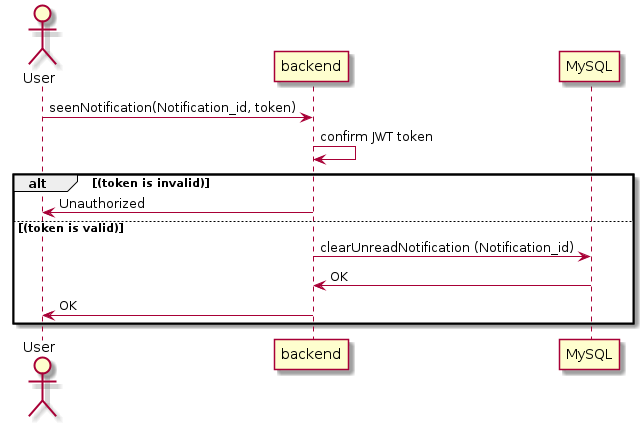 User
backend
MySQL
seenNotification(Notification_id, token)
confirm JWT token
alt [(token is invalid)]
Unauthorized
[(token is valid)]
clearUnreadNotification (Notification_id)
OK
OK
User
backend
MySQL